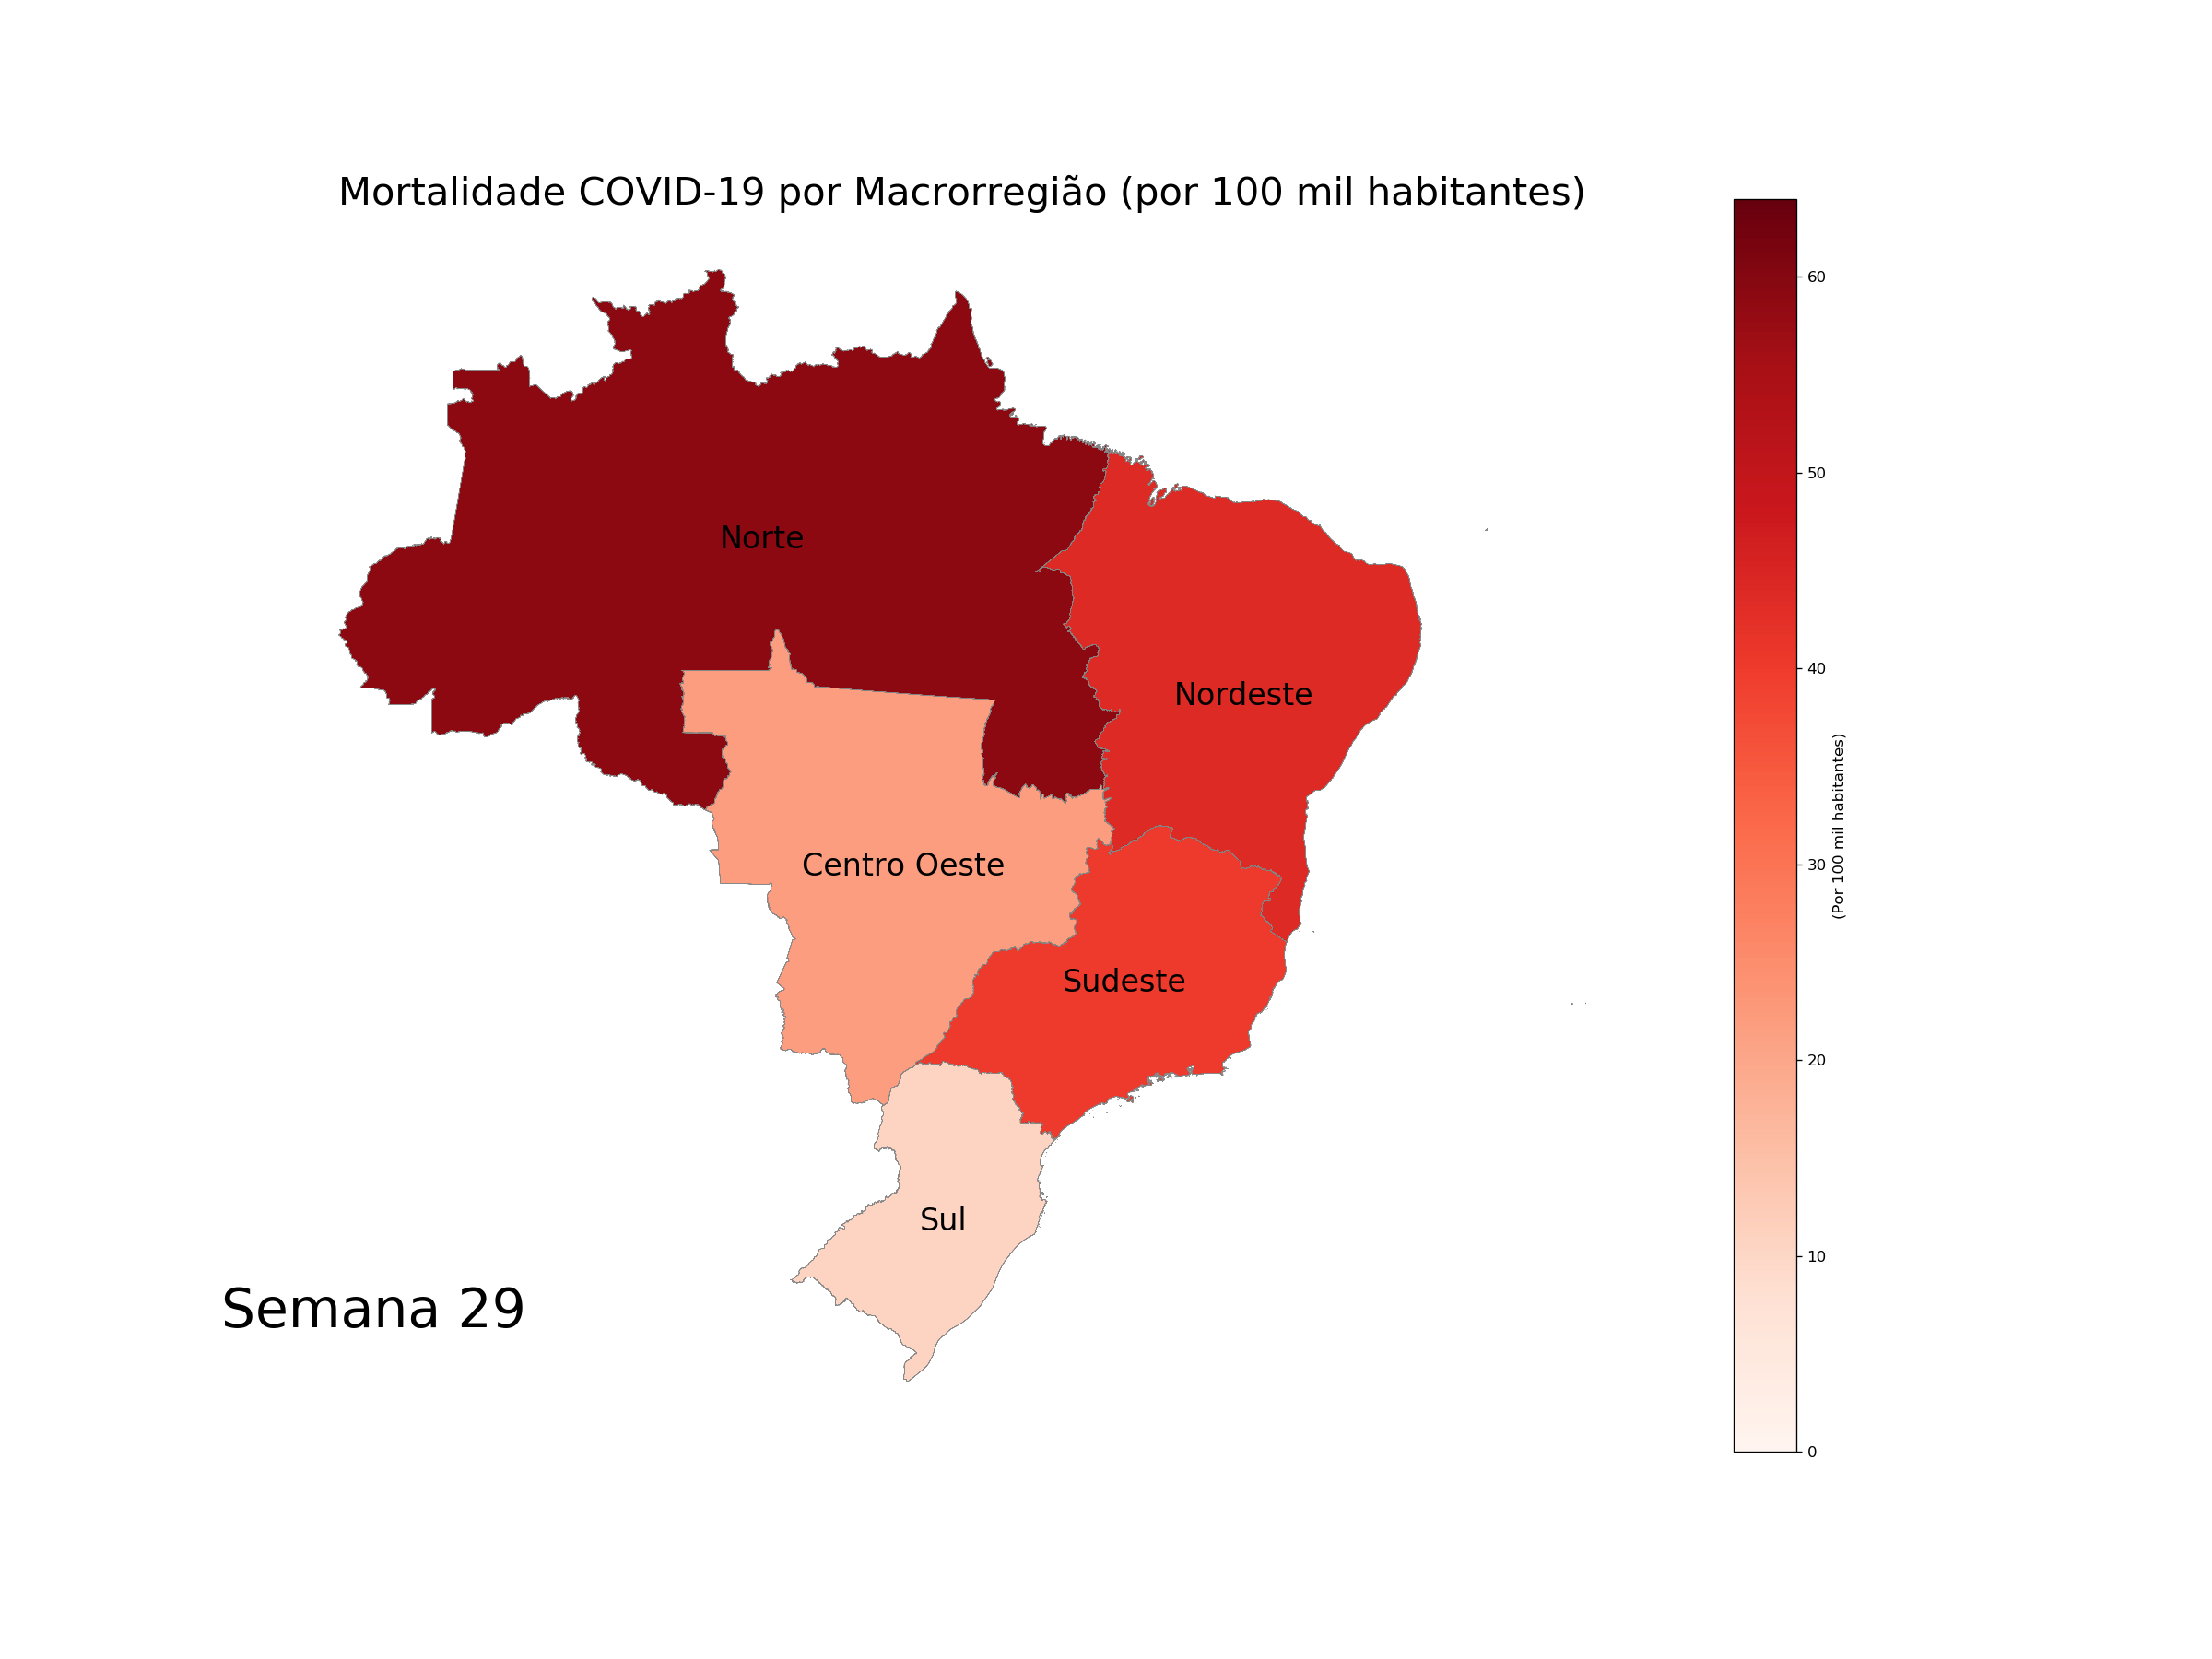 Mortalidade COVID-19 por Macrorregião (por 100 mil habitantes)
Norte
Nordeste
Centro Oeste
Sudeste
Sul
Semana 29
60
50
40
30
20
10
0
(Por 100 mil habitantes)